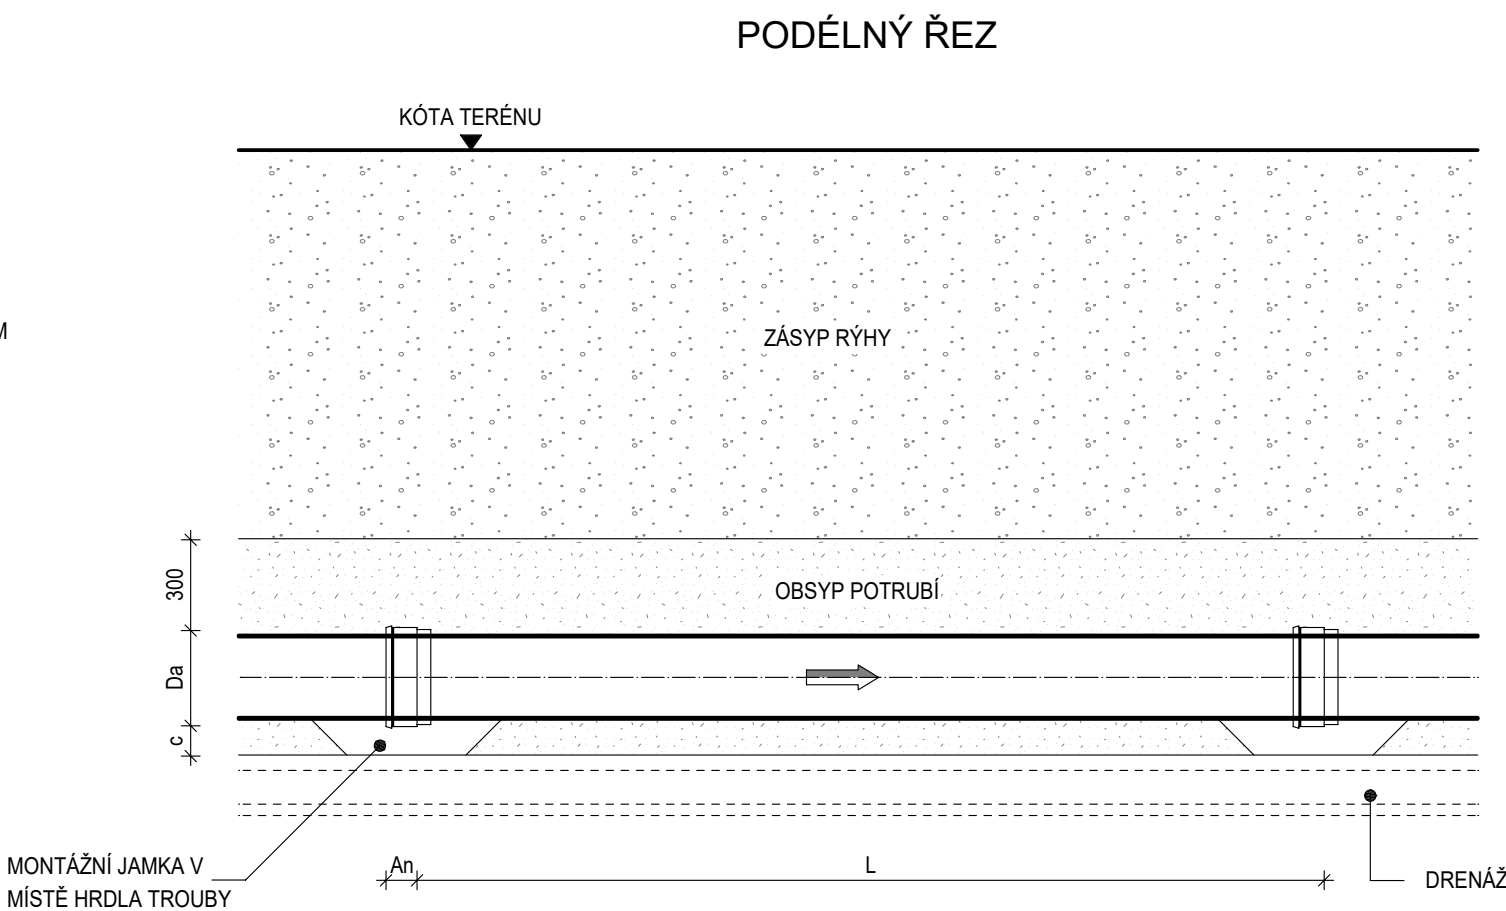 PODÉLNÝ ŘEZ
KÓTA TERÉNU
M
ZÁSYP RÝHY
300
OBSYP POTRUBÍ
Da
c
MONTÁŽNÍ JAMKA V
MÍSTĚ HRDLA TROUBY
An
L
DRENÁŽ